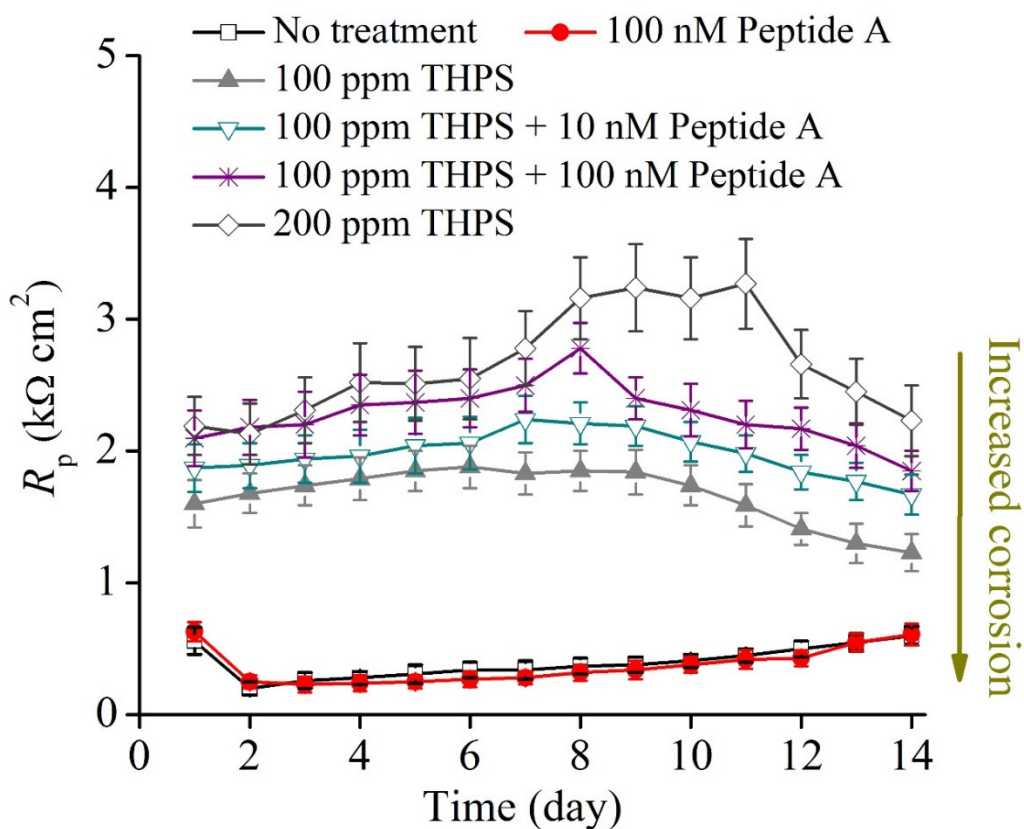 No treatment 100 nM Peptide A
100 ppm THPS
100 ppm THPS + 10 nM Peptide A
100 ppm THPS + 100 nM Peptide A
200 ppm THPS
5
4
3
2
1
0
Rp (kΩ cm²)
0 2 4 6 8 10 12 14
Time (day)
Increased corrosion